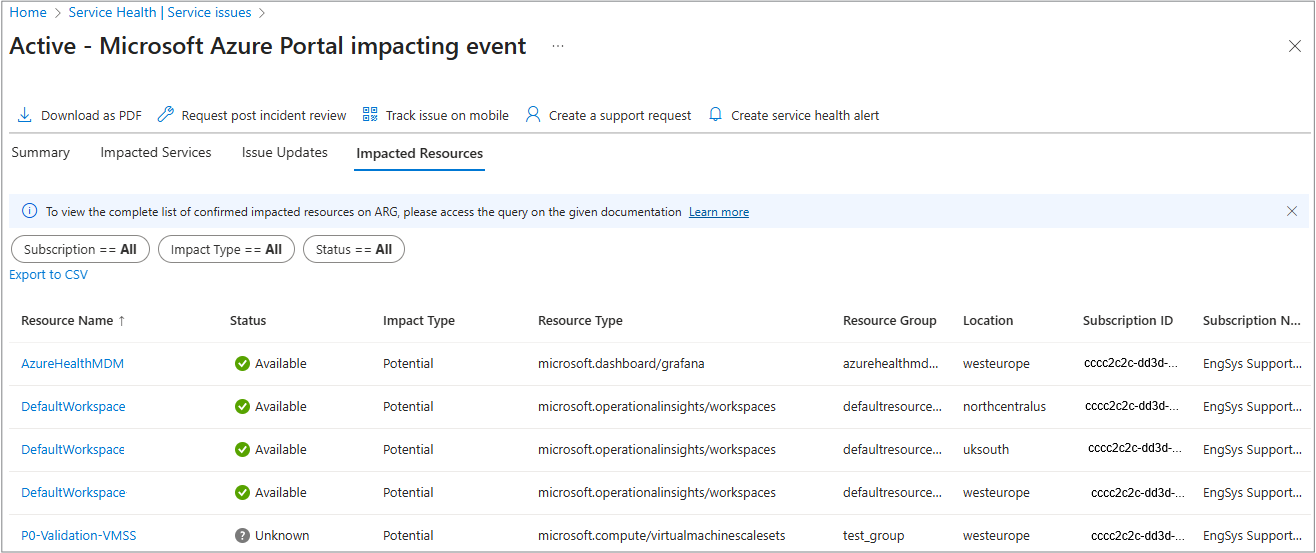 Home > Service Health | Service issues >
Active - Microsoft Azure Portal impacting event ...
Download as PDF Request post incident review Track issue on mobile Create a support request Create service health alert
Summary Impacted Services Issue Updates Impacted Resources
To view the complete list of confirmed impacted resources on ARG, please access the query on the given documentation Learn more
Subscription == All Impact Type == All Status == All
Export to CSV
Resource Name ↑ Status Impact Type Resource Type Resource Group Location Subscription ID Subscription N...
AzureHealthMDM Available Potential microsoft.dashboard/grafana azurehealthmd... westeurope cccc2c2c-dd3d-... EngSys Support...
DefaultWorkspace Available Potential microsoft.operationalinsights/workspaces defaultresource... northcentralus cccc2c2c-dd3d-... EngSys Support...
DefaultWorkspace Available Potential microsoft.operationalinsights/workspaces defaultresource... uksouth cccc2c2c-dd3d-... EngSys Support...
DefaultWorkspace Available Potential microsoft.operationalinsights/workspaces defaultresource... westeurope cccc2c2c-dd3d-... EngSys Support...
P0-Validation-VMSS Unknown Potential microsoft.compute/virtualmachinescalesets test_group westeurope cccc2c2c-dd3d-... EngSys Support...